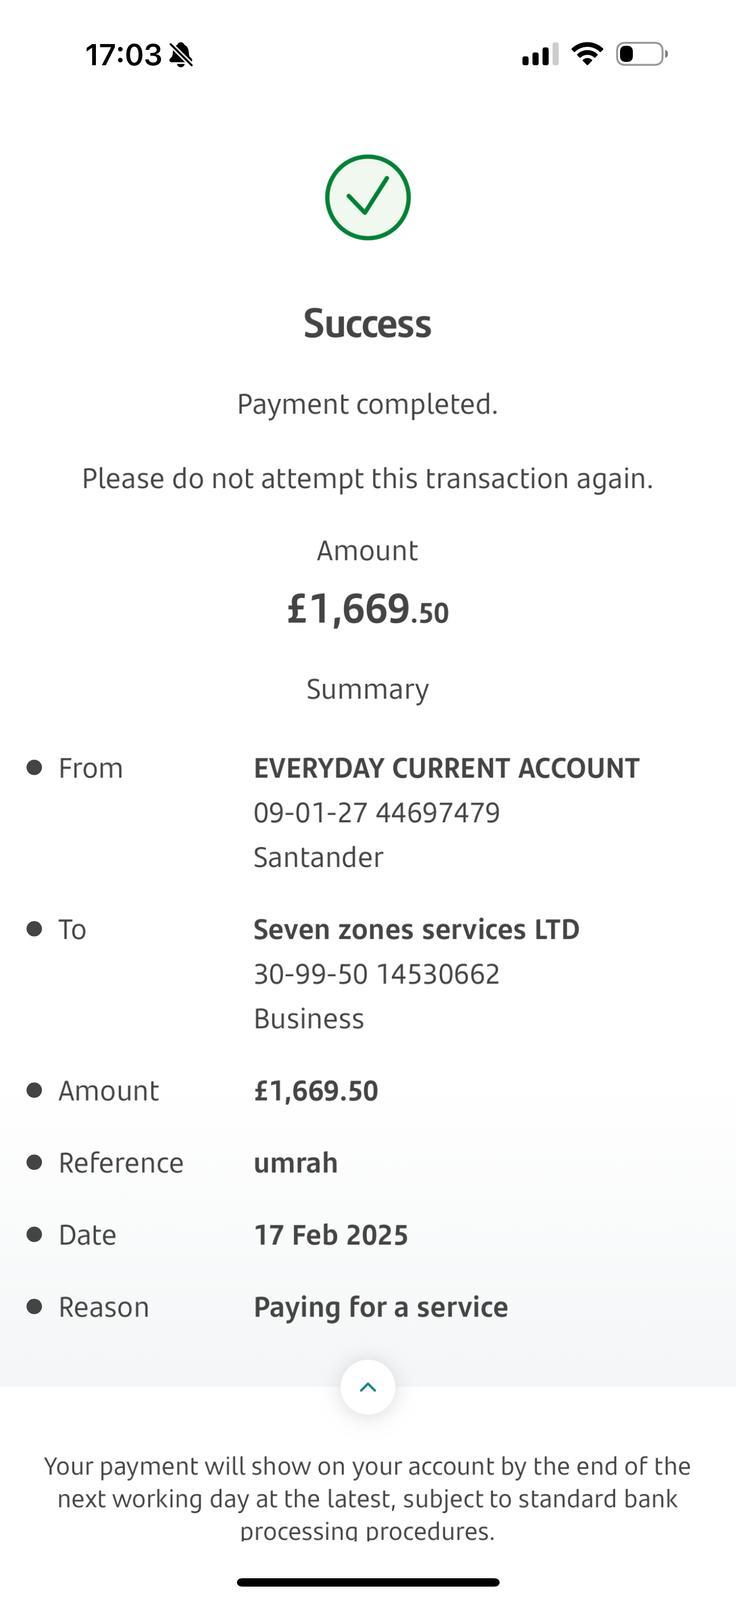 17:03
Success
Payment completed.
Please do not attempt this transaction again.
Amount
£1,669.50
Summary
From EVERYDAY CURRENT ACCOUNT
09-01-27 44697479
Santander
To Seven zones services LTD
30-99-50 14530662
Business
Amount £1,669.50
Reference umrah
Date 17 Feb 2025
Reason Paying for a service
Your payment will show on your account by the end of the
next working day at the latest, subject to standard bank
processing procedures.